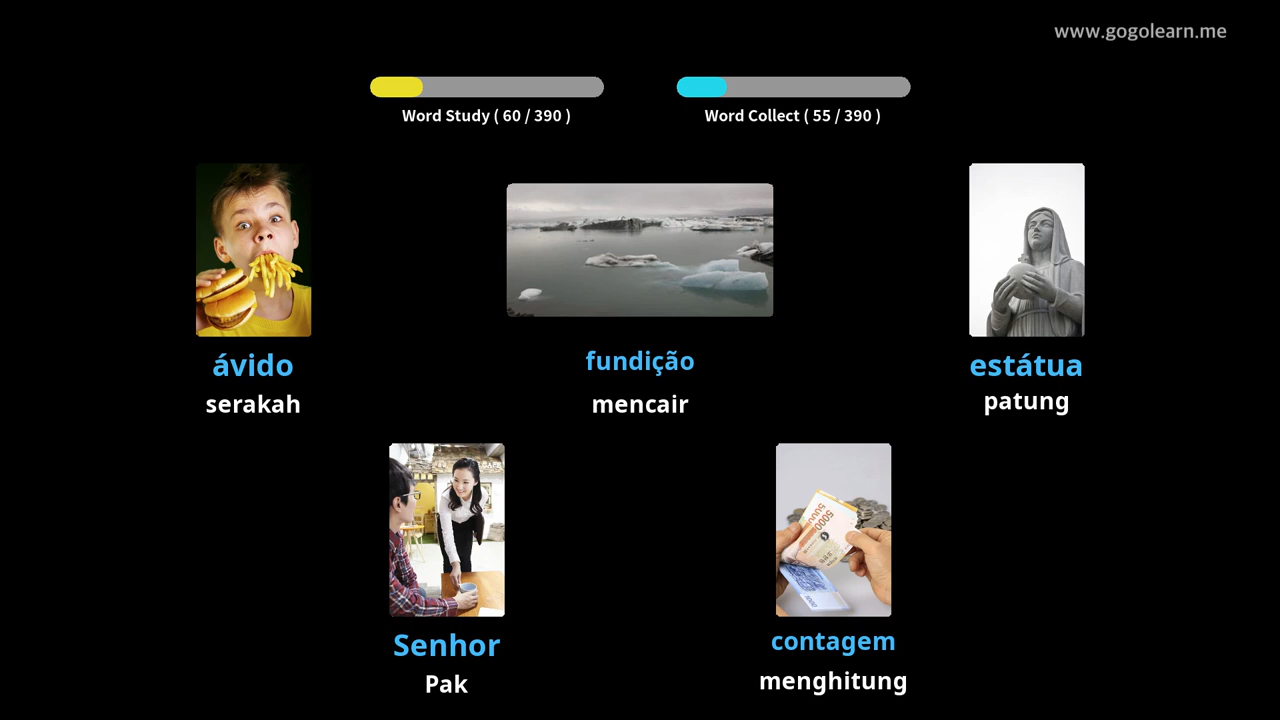 www.gogolearn.me
Word Study ( 60 / 390 )
Word Collect ( 55 / 390 )
ávido
serakah
fundição
mencair
estátua
patung
Senhor
Pak
contagem
menghitung
5000